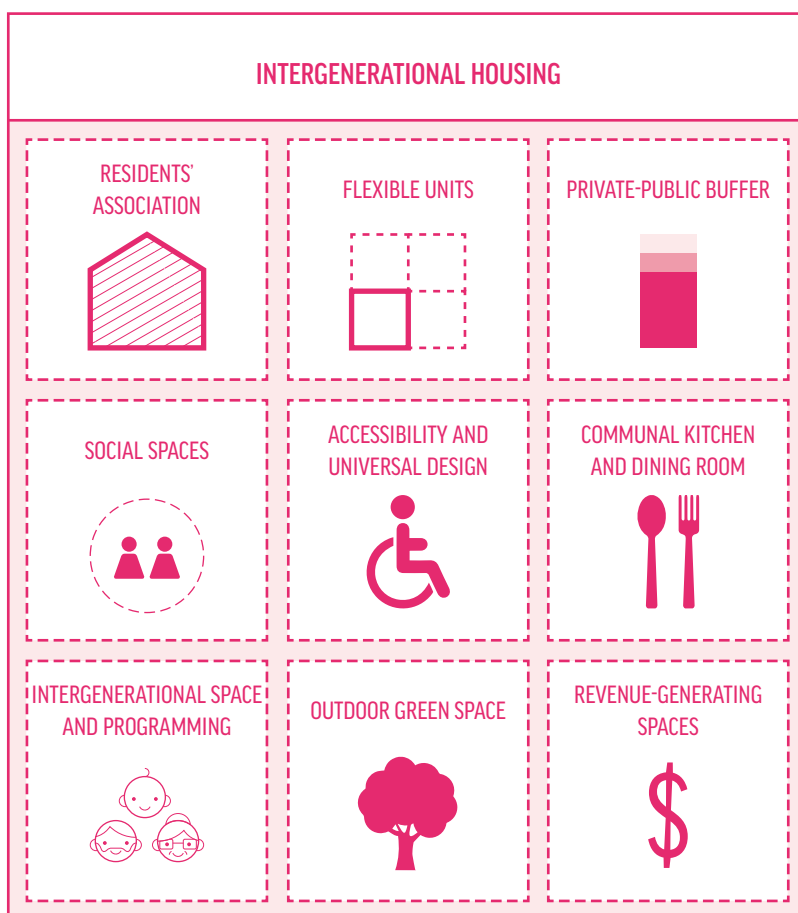 INTERGENERATIONAL HOUSING
RESIDENTS'
ASSOCIATION
FLEXIBLE UNITS
PRIVATE-PUBLIC BUFFER
SOCIAL SPACES
ACCESSIBILITY AND
UNIVERSAL DESIGN
COMMUNAL KITCHEN
AND DINING ROOM
INTERGENERATIONAL SPACE
AND PROGRAMMING
OUTDOOR GREEN SPACE
REVENUE-GENERATING
SPACES
$